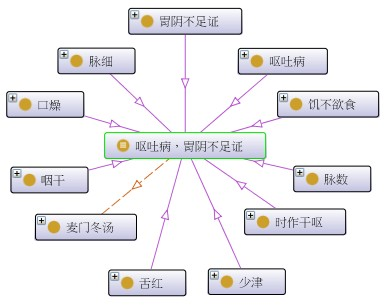 胃阴不足证
脉细
呕吐病
口燥
饥不欲食
呕吐病，胃阴不足证
咽干
脉数
麦门冬汤
时作干呕
舌红
少津